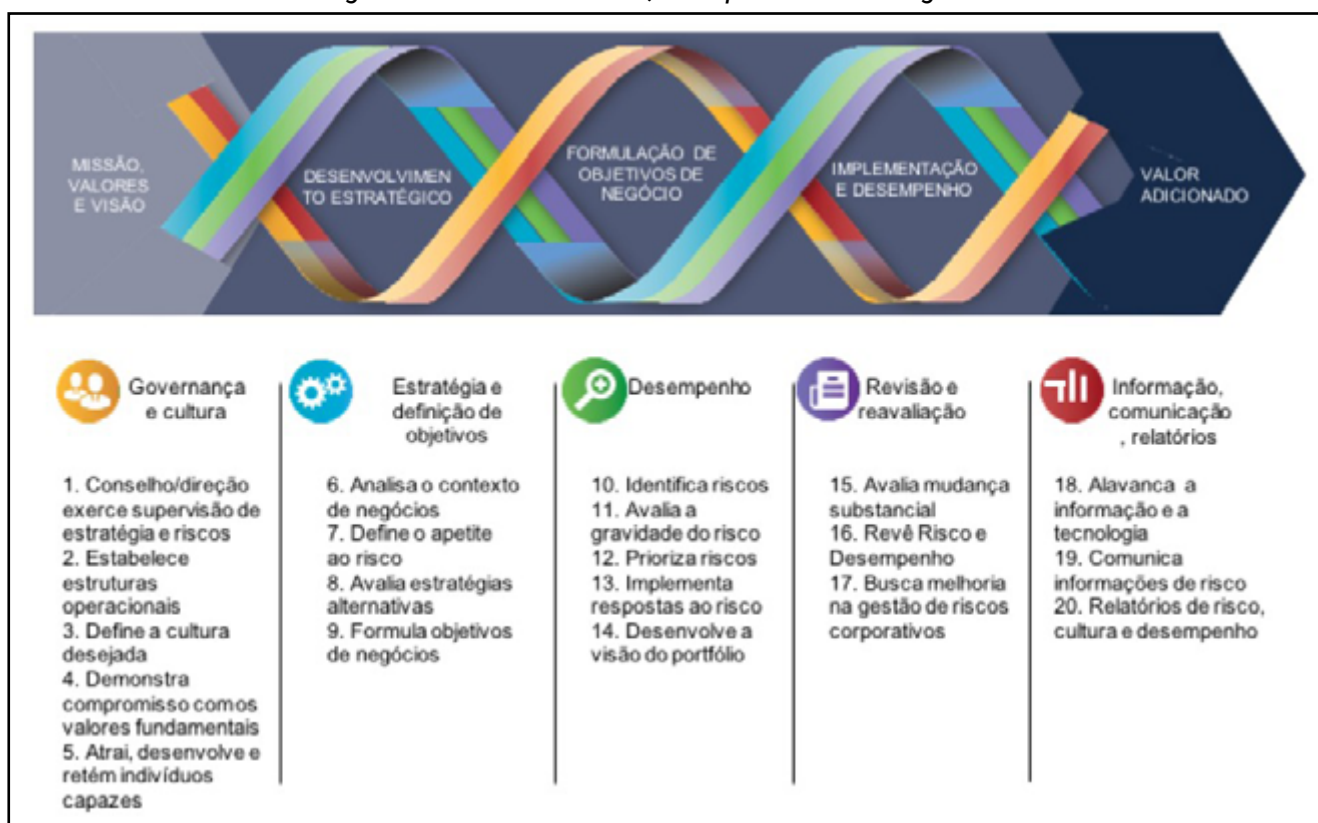 MISSÃO,
VALORES
E VISÃO
DESENVOLVIMEN
TO ESTRATÉGICO
FORMULAÇÃO DE
OBJETIVOS DE
NEGÓCIO
IMPLEMENTAÇÃO
E DESEMPENHO
VALOR
ADICIONADO
Governança
e cultura
1. Conselho/direção
exerce supervisão de
estratégia e riscos
2. Estabelece
estruturas
operacionais
3. Define a cultura
desejada
4. Demonstra
compromisso com os
valores fundamentais
5. Atrai, desenvolve e
retém indivíduos
capazes
Estratégia e
definição de
objetivos
6. Analisa o contexto
de negócios
7. Define o apetite
ao risco
8. Avalia estratégias
alternativas
9. Formula objetivos
de negócios
Desempenho
10. Identifica riscos
11. Avalia a
gravidade do risco
12. Prioriza riscos
13. Implementa
respostas ao risco
14. Desenvolve a
visão do portfólio
Revisão e
reavaliação
15. Avalia mudança
substancial
16. Revê Risco e
Desempenho
17. Busca melhoria
na gestão de riscos
corporativos
Informação,
comunicação
, relatórios
18. Alavanca a
informação e a
tecnologia
19. Comunica
informações de risco
20. Relatórios de risco,
cultura e desempenho